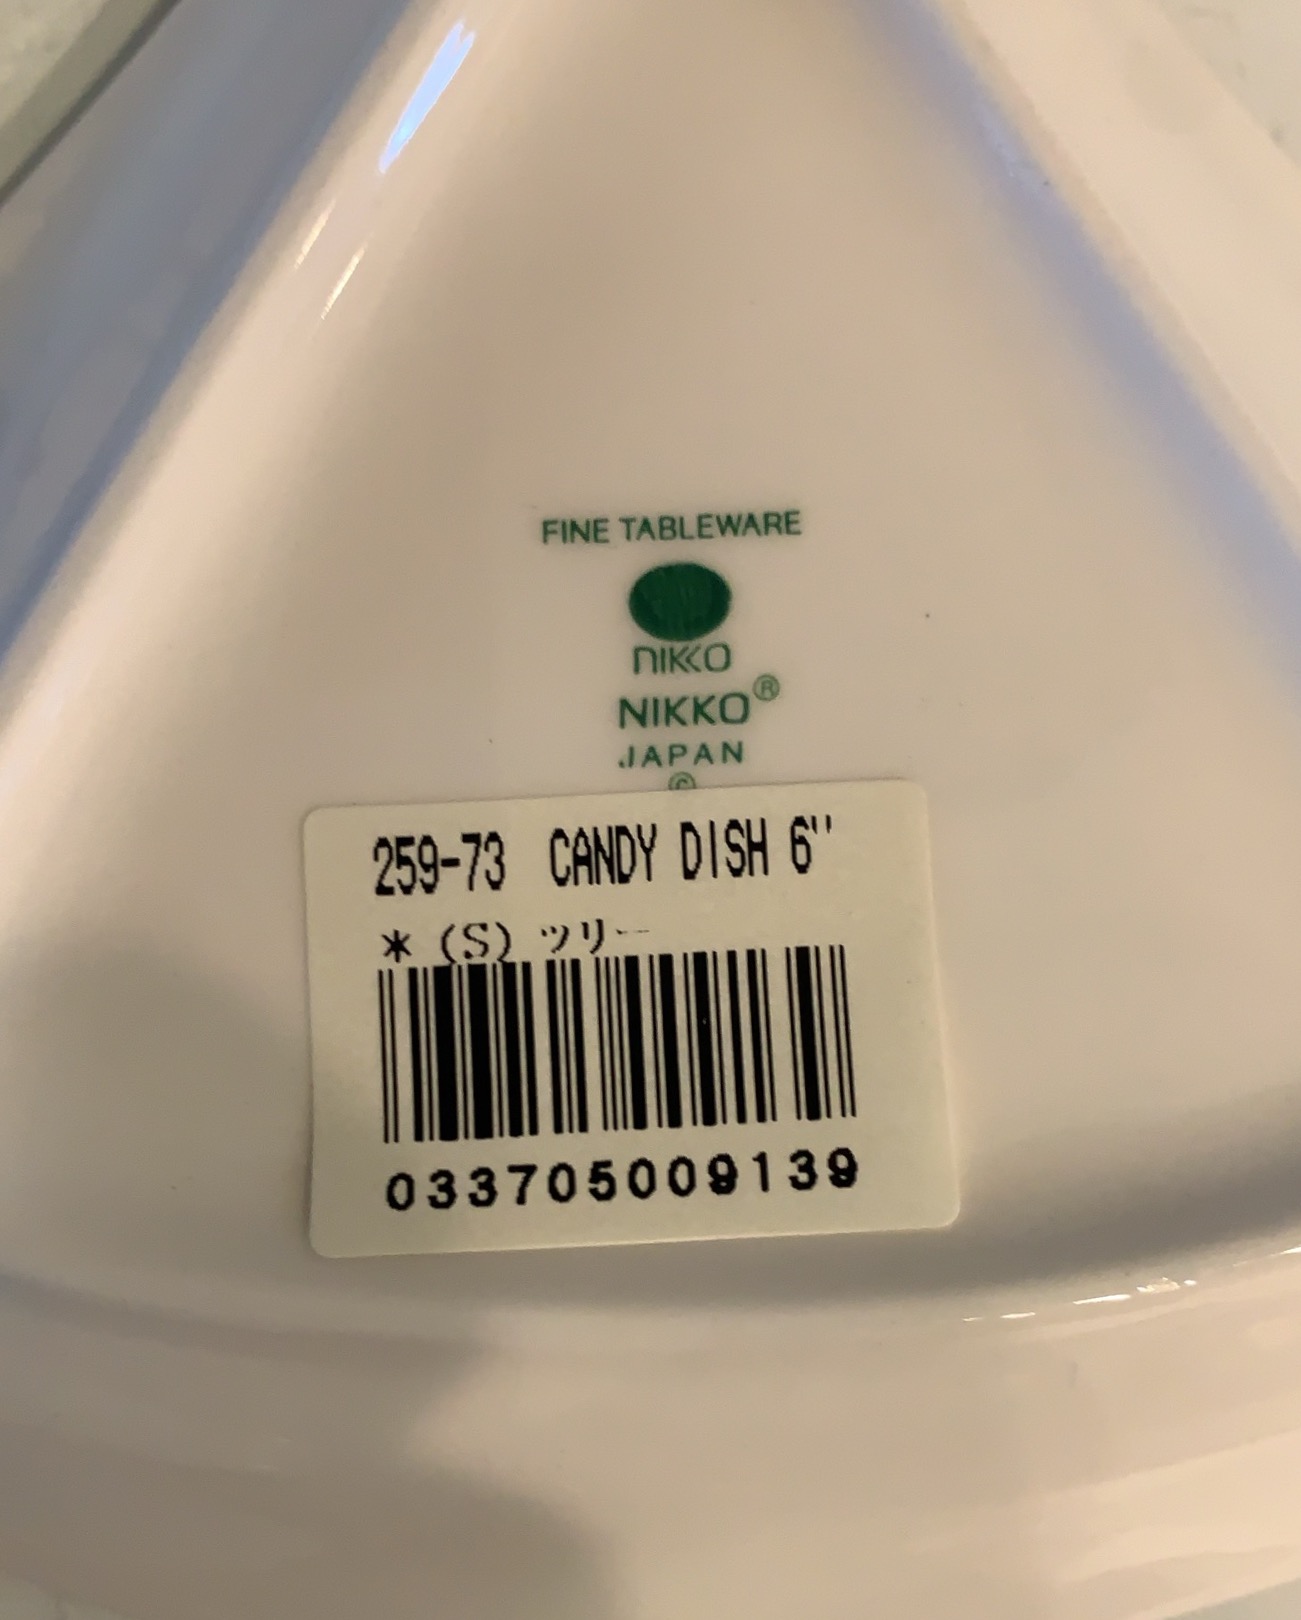 FINE TABLEWARE
NIKKO
NIKKO®
JAPAN
©
259-73 CANDY DISH 6''
* (S) ツリー
033705009139